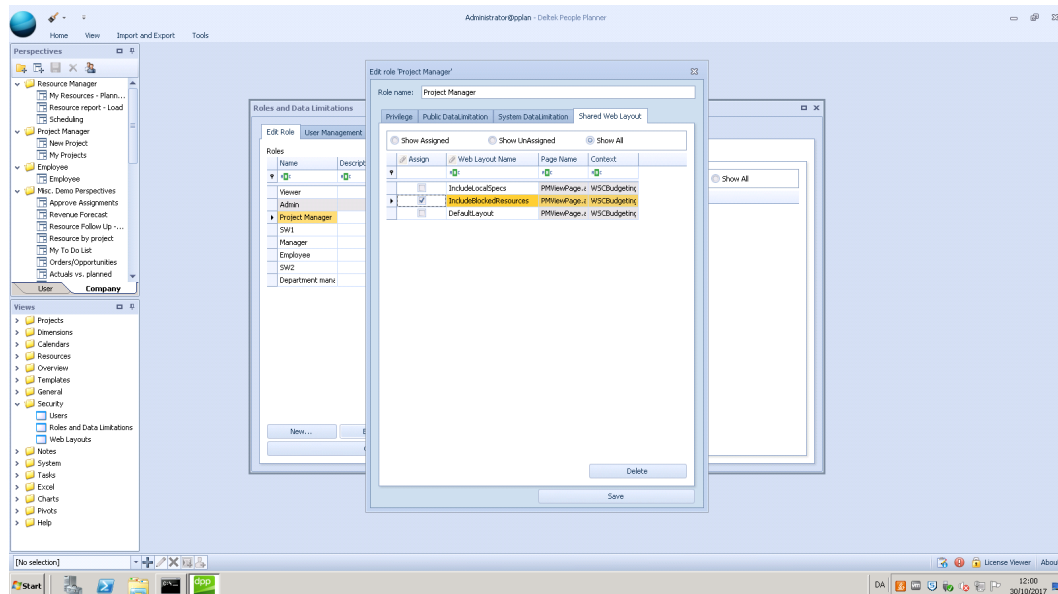 Administrator@pplan - Deltek People Planner
Home View Import and Export Tools
Perspectives
Resource Manager
My Resources - Plann...
Resource report - Load
Scheduling
Project Manager
New Project
My Projects
Employee
Employee
Misc. Demo Perspectives
Approve Assignments
Revenue Forecast
Resource Follow Up -...
Resource by project
My To Do List
Orders/Opportunities
Actuals vs. planned
User Company
Views
Projects
Dimensions
Calendars
Resources
Overview
Templates
General
Security
Users
Roles and Data Limitations
Web Layouts
Notes
System
Tasks
Excel
Charts
Pivots
Help
Roles and Data Limitations
Edit Role User Management
Roles
Name Descript
Viewer
Admin
Project Manager
SW1
Manager
Employee
SW2
Department mana
New...
Show All
Edit role 'Project Manager'
Role name: Project Manager
Privilege Public DataLimitation System DataLimitation Shared Web Layout
Show Assigned Show UnAssigned Show All
Assign Web Layout Name Page Name Context
IncludeLocalSpecs PMViewPage.a WSCBudgeting
IncludeBlockedResources PMViewPage.a WSCBudgeting
DefaultLayout PMViewPage.a WSCBudgeting
Delete
Save
[No selection]
License Viewer About
Start
dpp
DA
12:00
30/10/2017